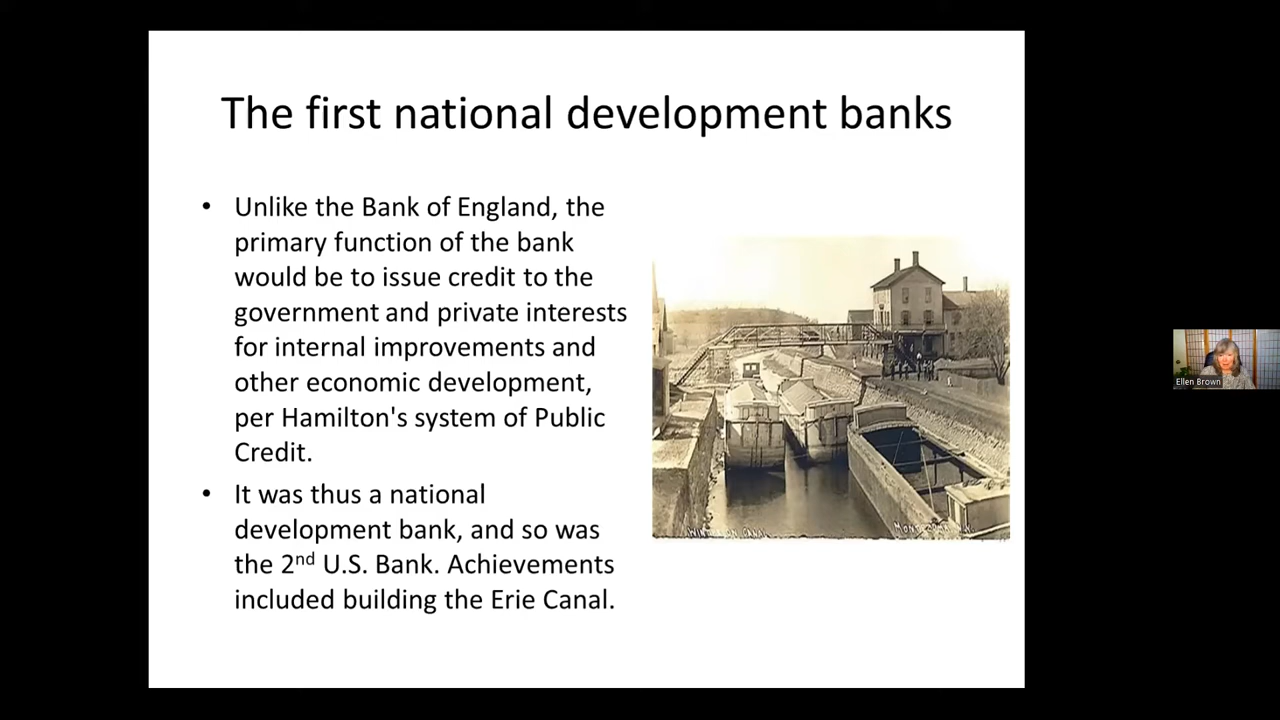 The first national development banks
• Unlike the Bank of England, the
primary function of the bank
would be to issue credit to the
government and private interests
for internal improvements and
other economic development,
per Hamilton's system of Public
Credit.
• It was thus a national
development bank, and so was
the 2nd U.S. Bank. Achievements
included building the Erie Canal.
Ellen Brown